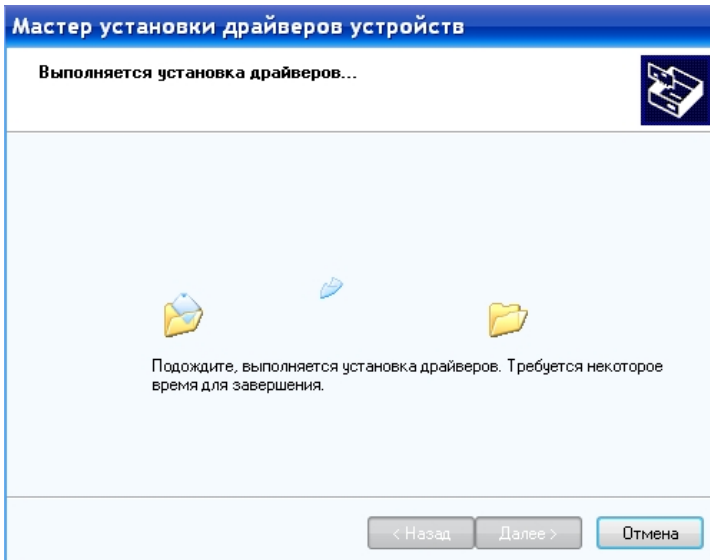 Мастер установки драйверов устройств
Выполняется установка драйверов...
Подождите, выполняется установка драйверов. Требуется некоторое
время для завершения.
< Назад
Далее >
Отмена